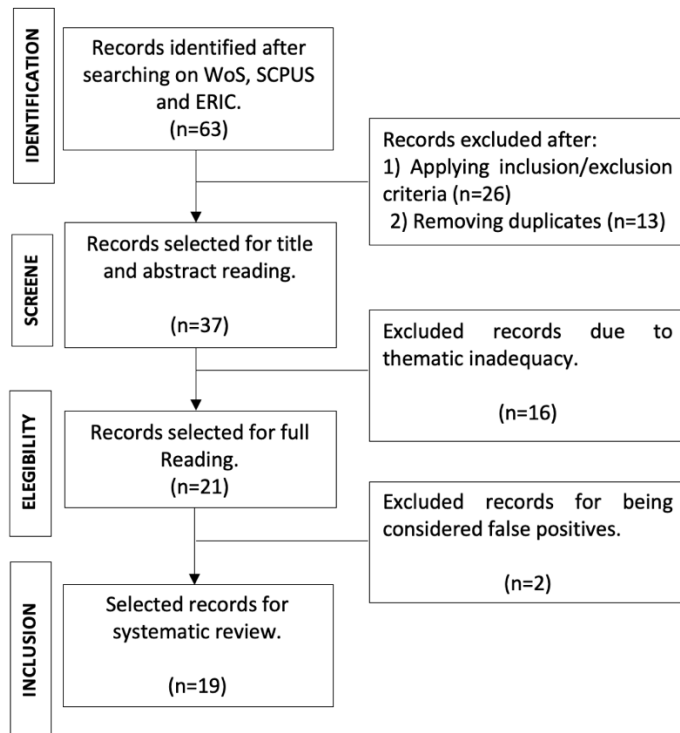 IDENTIFICATION
Records identified after
searching on WoS, SCPUS
and ERIC.
(n=63)
Records excluded after:
1) Applying inclusion/exclusion
criteria (n=26)
2) Removing duplicates (n=13)
SCREENE
Records selected for title
and abstract reading.
(n=37)
Excluded records due to
thematic inadequacy.
(n=16)
ELEGIBILITY
Records selected for full
Reading.
(n=21)
Excluded records for being
considered false positives.
(n=2)
INCLUSION
Selected records for
systematic review.
(n=19)